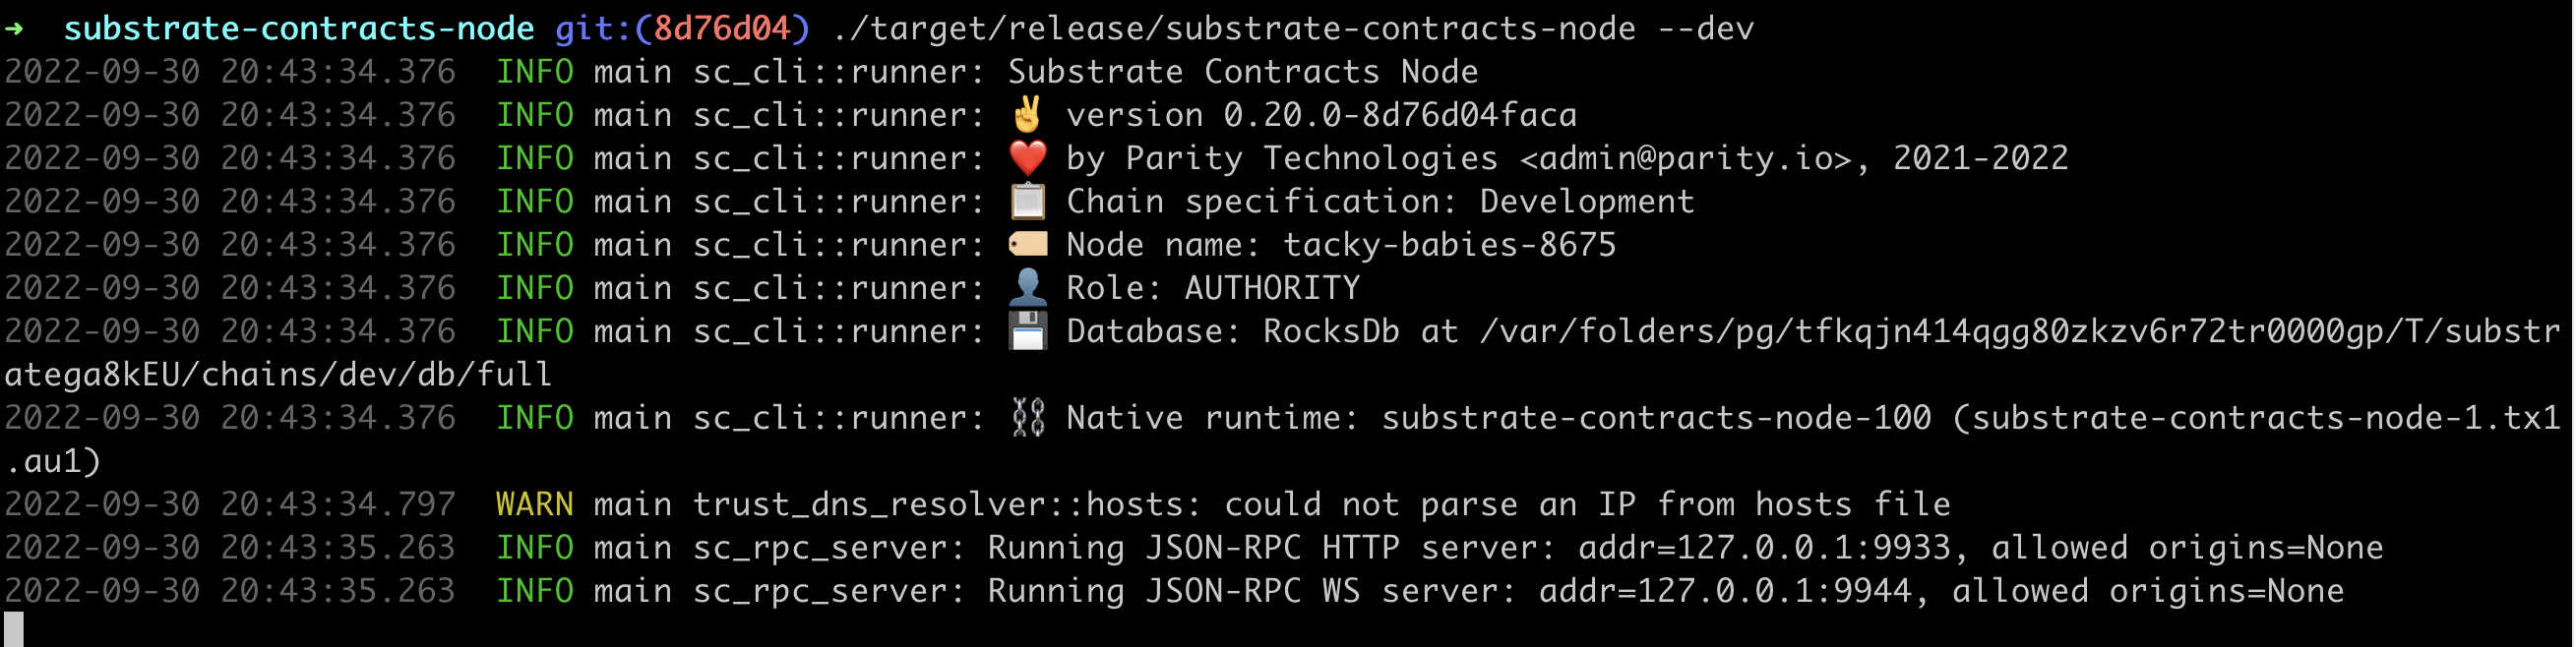 ➜  substrate-contracts-node git:(8d76d04) ./target/release/substrate-contracts-node --dev
2022-09-30 20:43:34.376  INFO main sc_cli::runner: Substrate Contracts Node
2022-09-30 20:43:34.376  INFO main sc_cli::runner: ✌️ version 0.20.0-8d76d04faca
2022-09-30 20:43:34.376  INFO main sc_cli::runner: ❤️ by Parity Technologies <admin@parity.io>, 2021-2022
2022-09-30 20:43:34.376  INFO main sc_cli::runner: 📋 Chain specification: Development
2022-09-30 20:43:34.376  INFO main sc_cli::runner: 🏷 Node name: tacky-babies-8675
2022-09-30 20:43:34.376  INFO main sc_cli::runner: 👤 Role: AUTHORITY
2022-09-30 20:43:34.376  INFO main sc_cli::runner: 💾 Database: RocksDb at /var/folders/pg/tfkqjn414qgg80zkzv6r72tr0000gp/T/substr
atega8kEU/chains/dev/db/full
2022-09-30 20:43:34.376  INFO main sc_cli::runner: ⛓ Native runtime: substrate-contracts-node-100 (substrate-contracts-node-1.tx1
.au1)
2022-09-30 20:43:34.797  WARN main trust_dns_resolver::hosts: could not parse an IP from hosts file
2022-09-30 20:43:35.263  INFO main sc_rpc_server: Running JSON-RPC HTTP server: addr=127.0.0.1:9933, allowed origins=None
2022-09-30 20:43:35.263  INFO main sc_rpc_server: Running JSON-RPC WS server: addr=127.0.0.1:9944, allowed origins=None